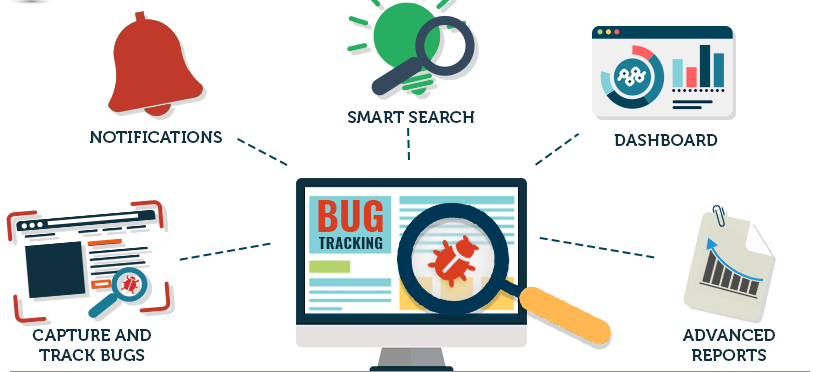 NOTIFICATIONS
SMART SEARCH
DASHBOARD
BUG
TRACKING
CAPTURE AND
TRACK BUGS
ADVANCED
REPORTS